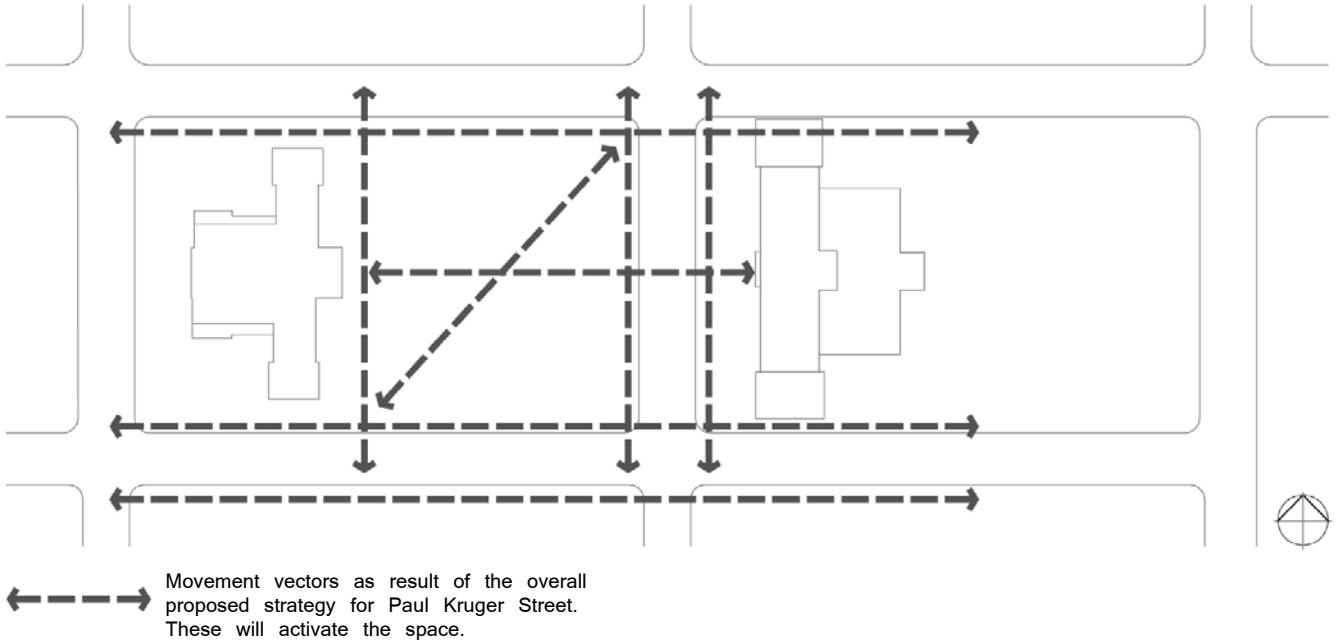 Movement vectors as result of the overall
proposed strategy for Paul Kruger Street.
These will activate the space.